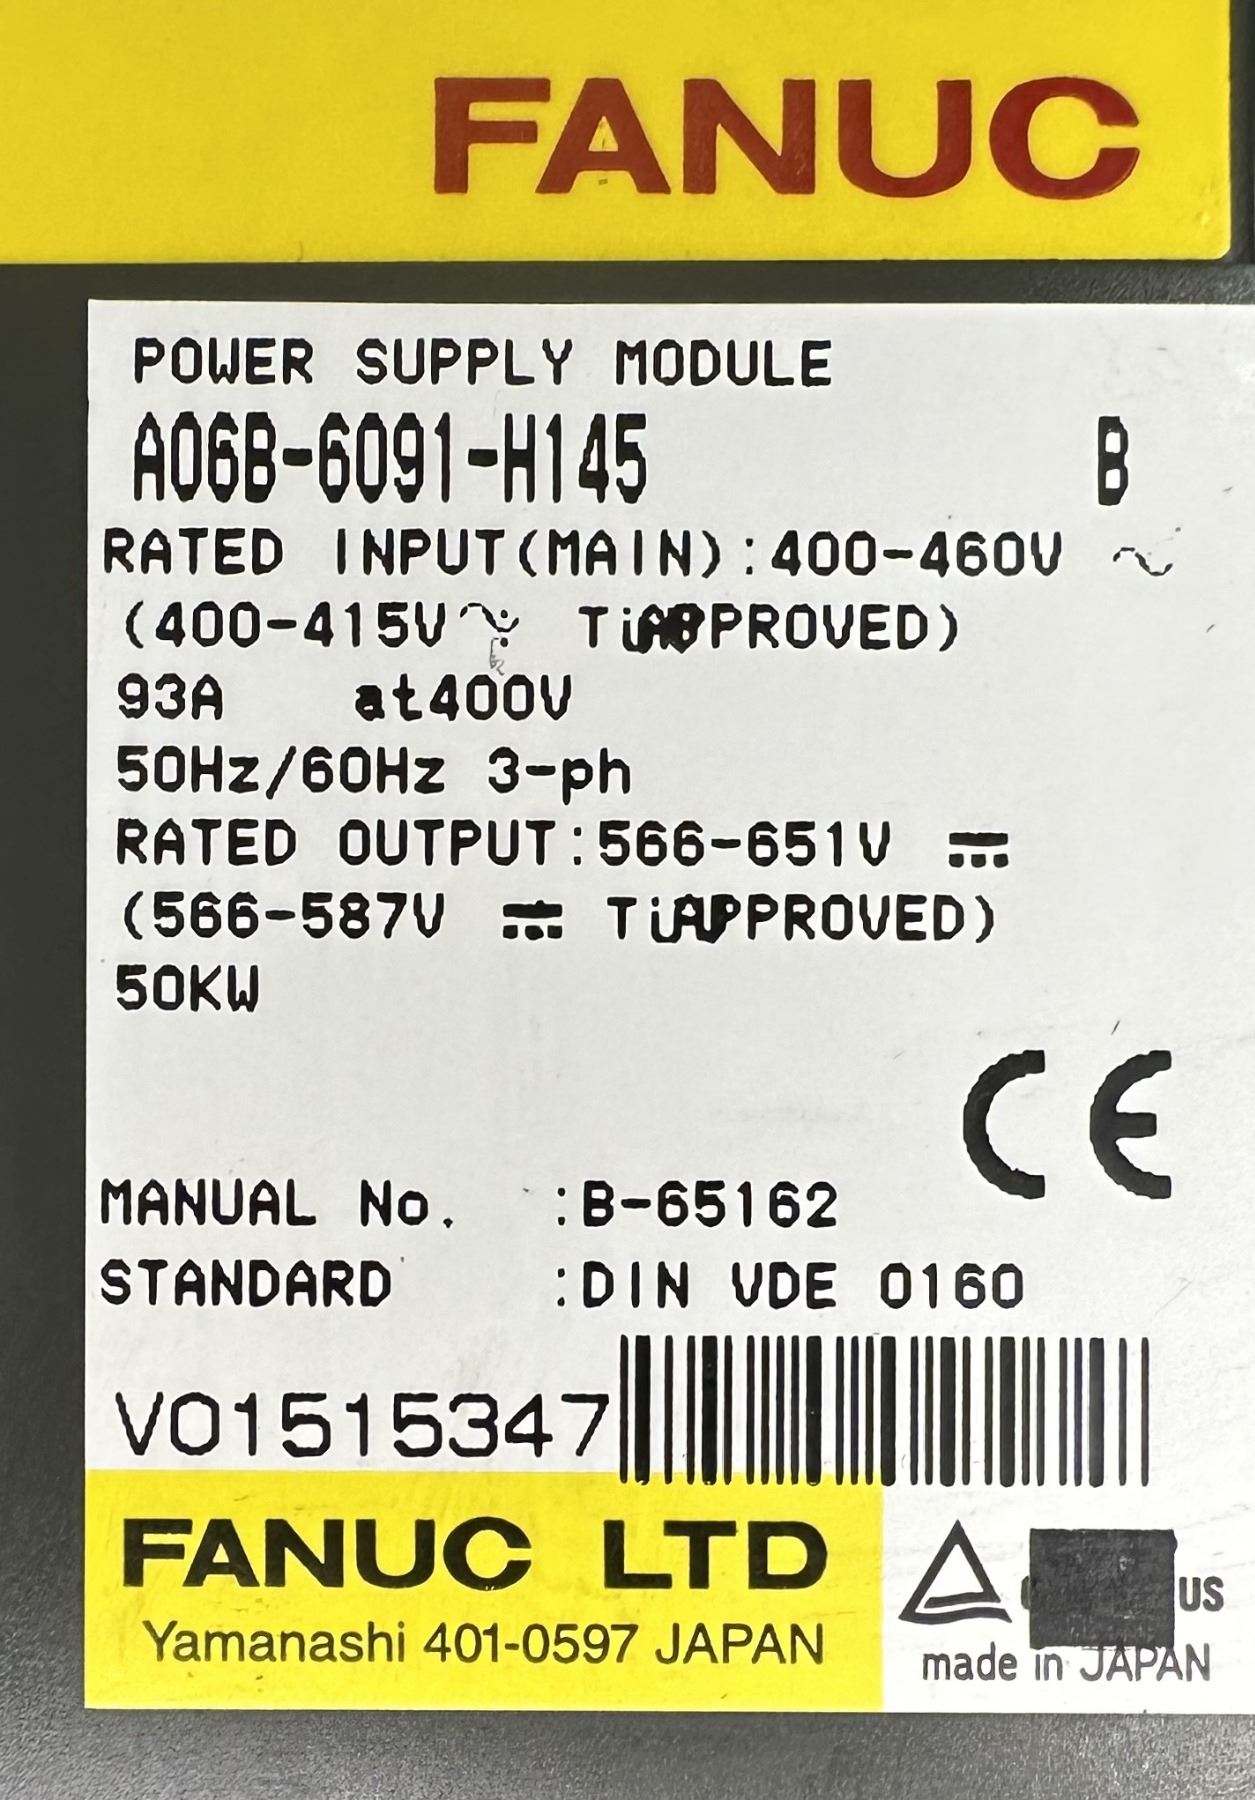 FANUC
POWER SUPPLY MODULE
A06B-6091-H145 B
RATED INPUT(MAIN):400-460V ~
(400-415V~ TüAPPROVED)
93A at400V
50Hz/60Hz 3-ph
RATED OUTPUT:566-651V ⎓
(566-587V ⎓ APPROVED)
50KW
CE
MANUAL No. :B-65162
STANDARD :DIN VDE 0160
V01515347
FANUC LTD
Yamanashi 401-0597 JAPAN
US
made in JAPAN